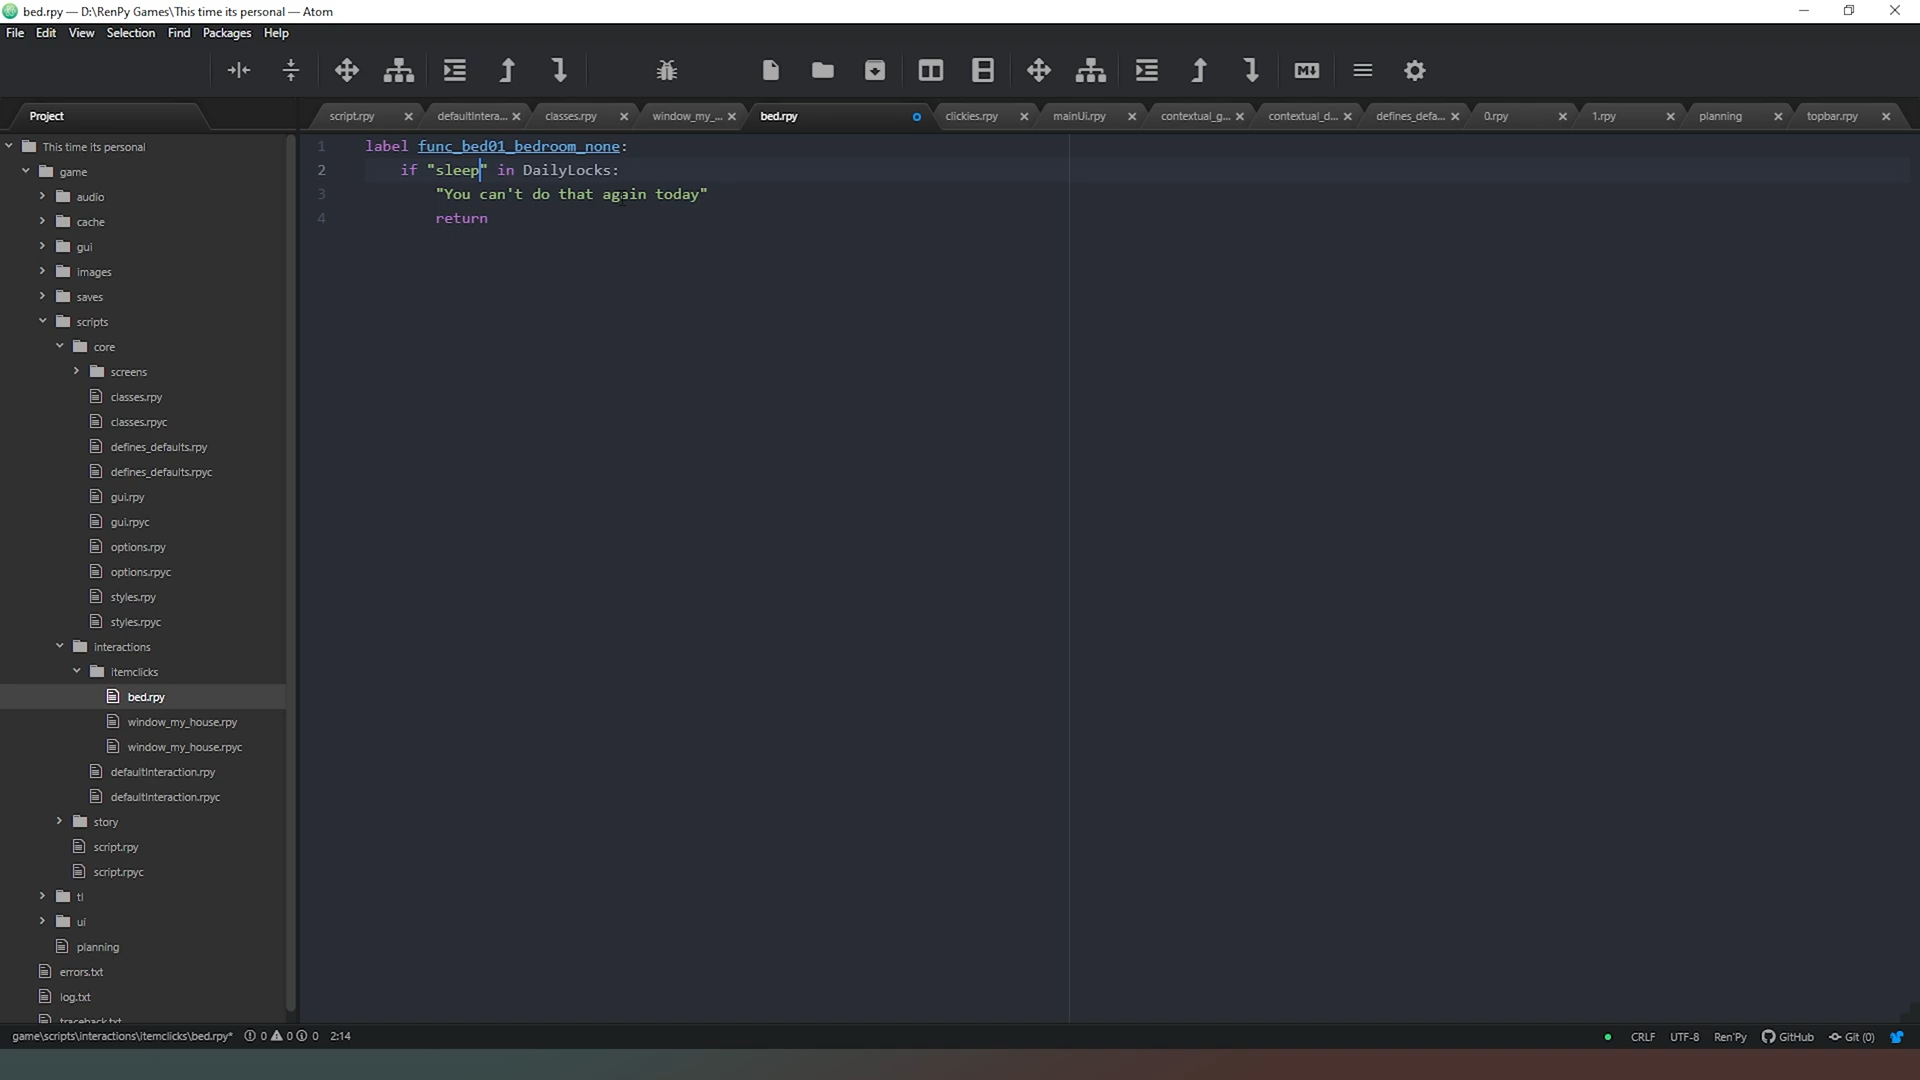 bed.rpy — D:\RenPy Games\This time its personal — Atom
File Edit View Selection Find Packages Help
Project
script.rpy defaultIntera... classes.rpy window_my_... bed.rpy clickies.rpy mainUi.rpy contextual_g... contextual_d... defines_defa... 0.rpy 1.rpy planning topbar.rpy
This time its personal
game
audio
cache
gui
images
saves
scripts
core
screens
classes.rpy
classes.rpyc
defines_defaults.rpy
defines_defaults.rpyc
gui.rpy
gui.rpyc
options.rpy
options.rpyc
styles.rpy
styles.rpyc
interactions
itemclicks
bed.rpy
window_my_house.rpy
window_my_house.rpyc
defaultInteraction.rpy
defaultInteraction.rpyc
story
script.rpy
script.rpyc
tl
ui
planning
errors.txt
log.txt
traceback.txt
1 label func_bed01_bedroom_none:
2 if "sleep" in DailyLocks:
3 "You can't do that again today"
4 return
game\scripts\interactions\itemclicks\bed.rpy* 0 0 0 2:14 CRLF UTF-8 Ren'Py GitHub Git (0)